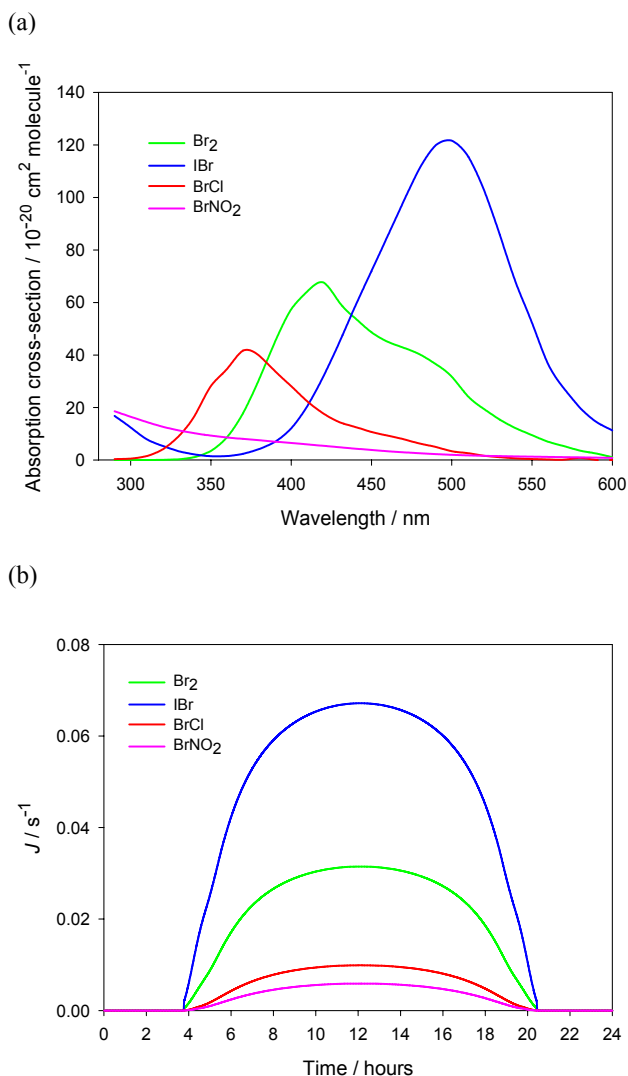 (a)
Absorption cross-section / 10⁻²⁰ cm² molecule⁻¹
140
120
100
80
60
40
20
0
Br₂
IBr
BrCl
BrNO₂
300 350 400 450 500 550 600
Wavelength / nm
(b)
J / s⁻¹
0.08
0.06
0.04
0.02
0.00
Br₂
IBr
BrCl
BrNO₂
0 2 4 6 8 10 12 14 16 18 20 22 24
Time / hours